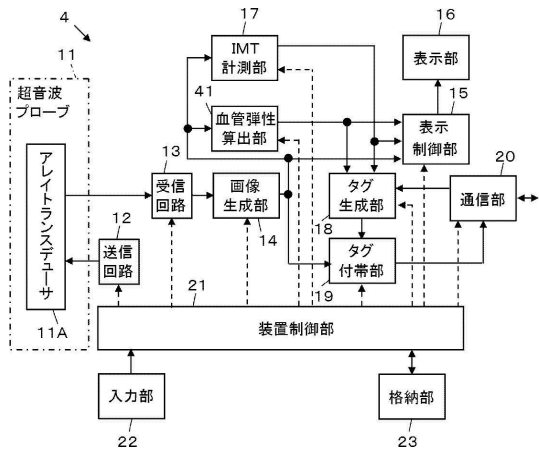 4
17
16
11
IMT
計測部
表示部
超音波
プローブ
41
血管弾性
算出部
15
表示
制御部
アレイトランスデューサ
13
受信
回路
画像
生成部
タグ
生成部
20
通信部
12
送信
回路
14
18
タグ
付帯部
19
21
11A
装置制御部
入力部
格納部
22
23